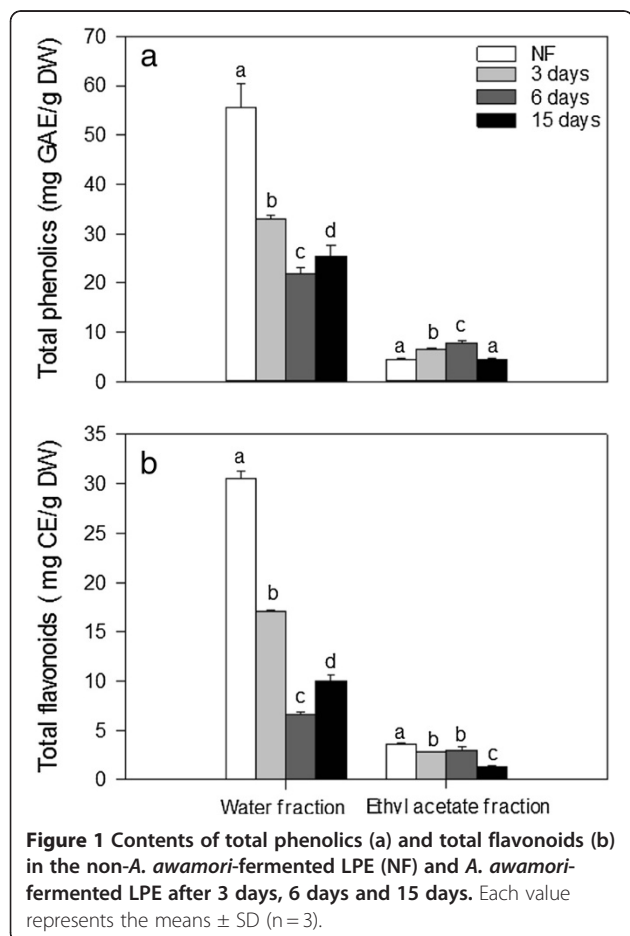 70
60
50
40
30
20
10
0
Total phenolics (mg GAE/g DW)
a
NF
3 days
6 days
15 days
a
b
c
d
a
b
c
a
35
30
25
20
15
10
5
0
Total flavonoids ( mg CE/g DW)
b
a
b
c
d
a
b
b
c
Water fraction
Ethyl acetate fraction
Figure 1 Contents of total phenolics (a) and total flavonoids (b)
in the non-A. awamori-fermented LPE (NF) and A. awamori-
fermented LPE after 3 days, 6 days and 15 days. Each value
represents the means ± SD (n = 3).